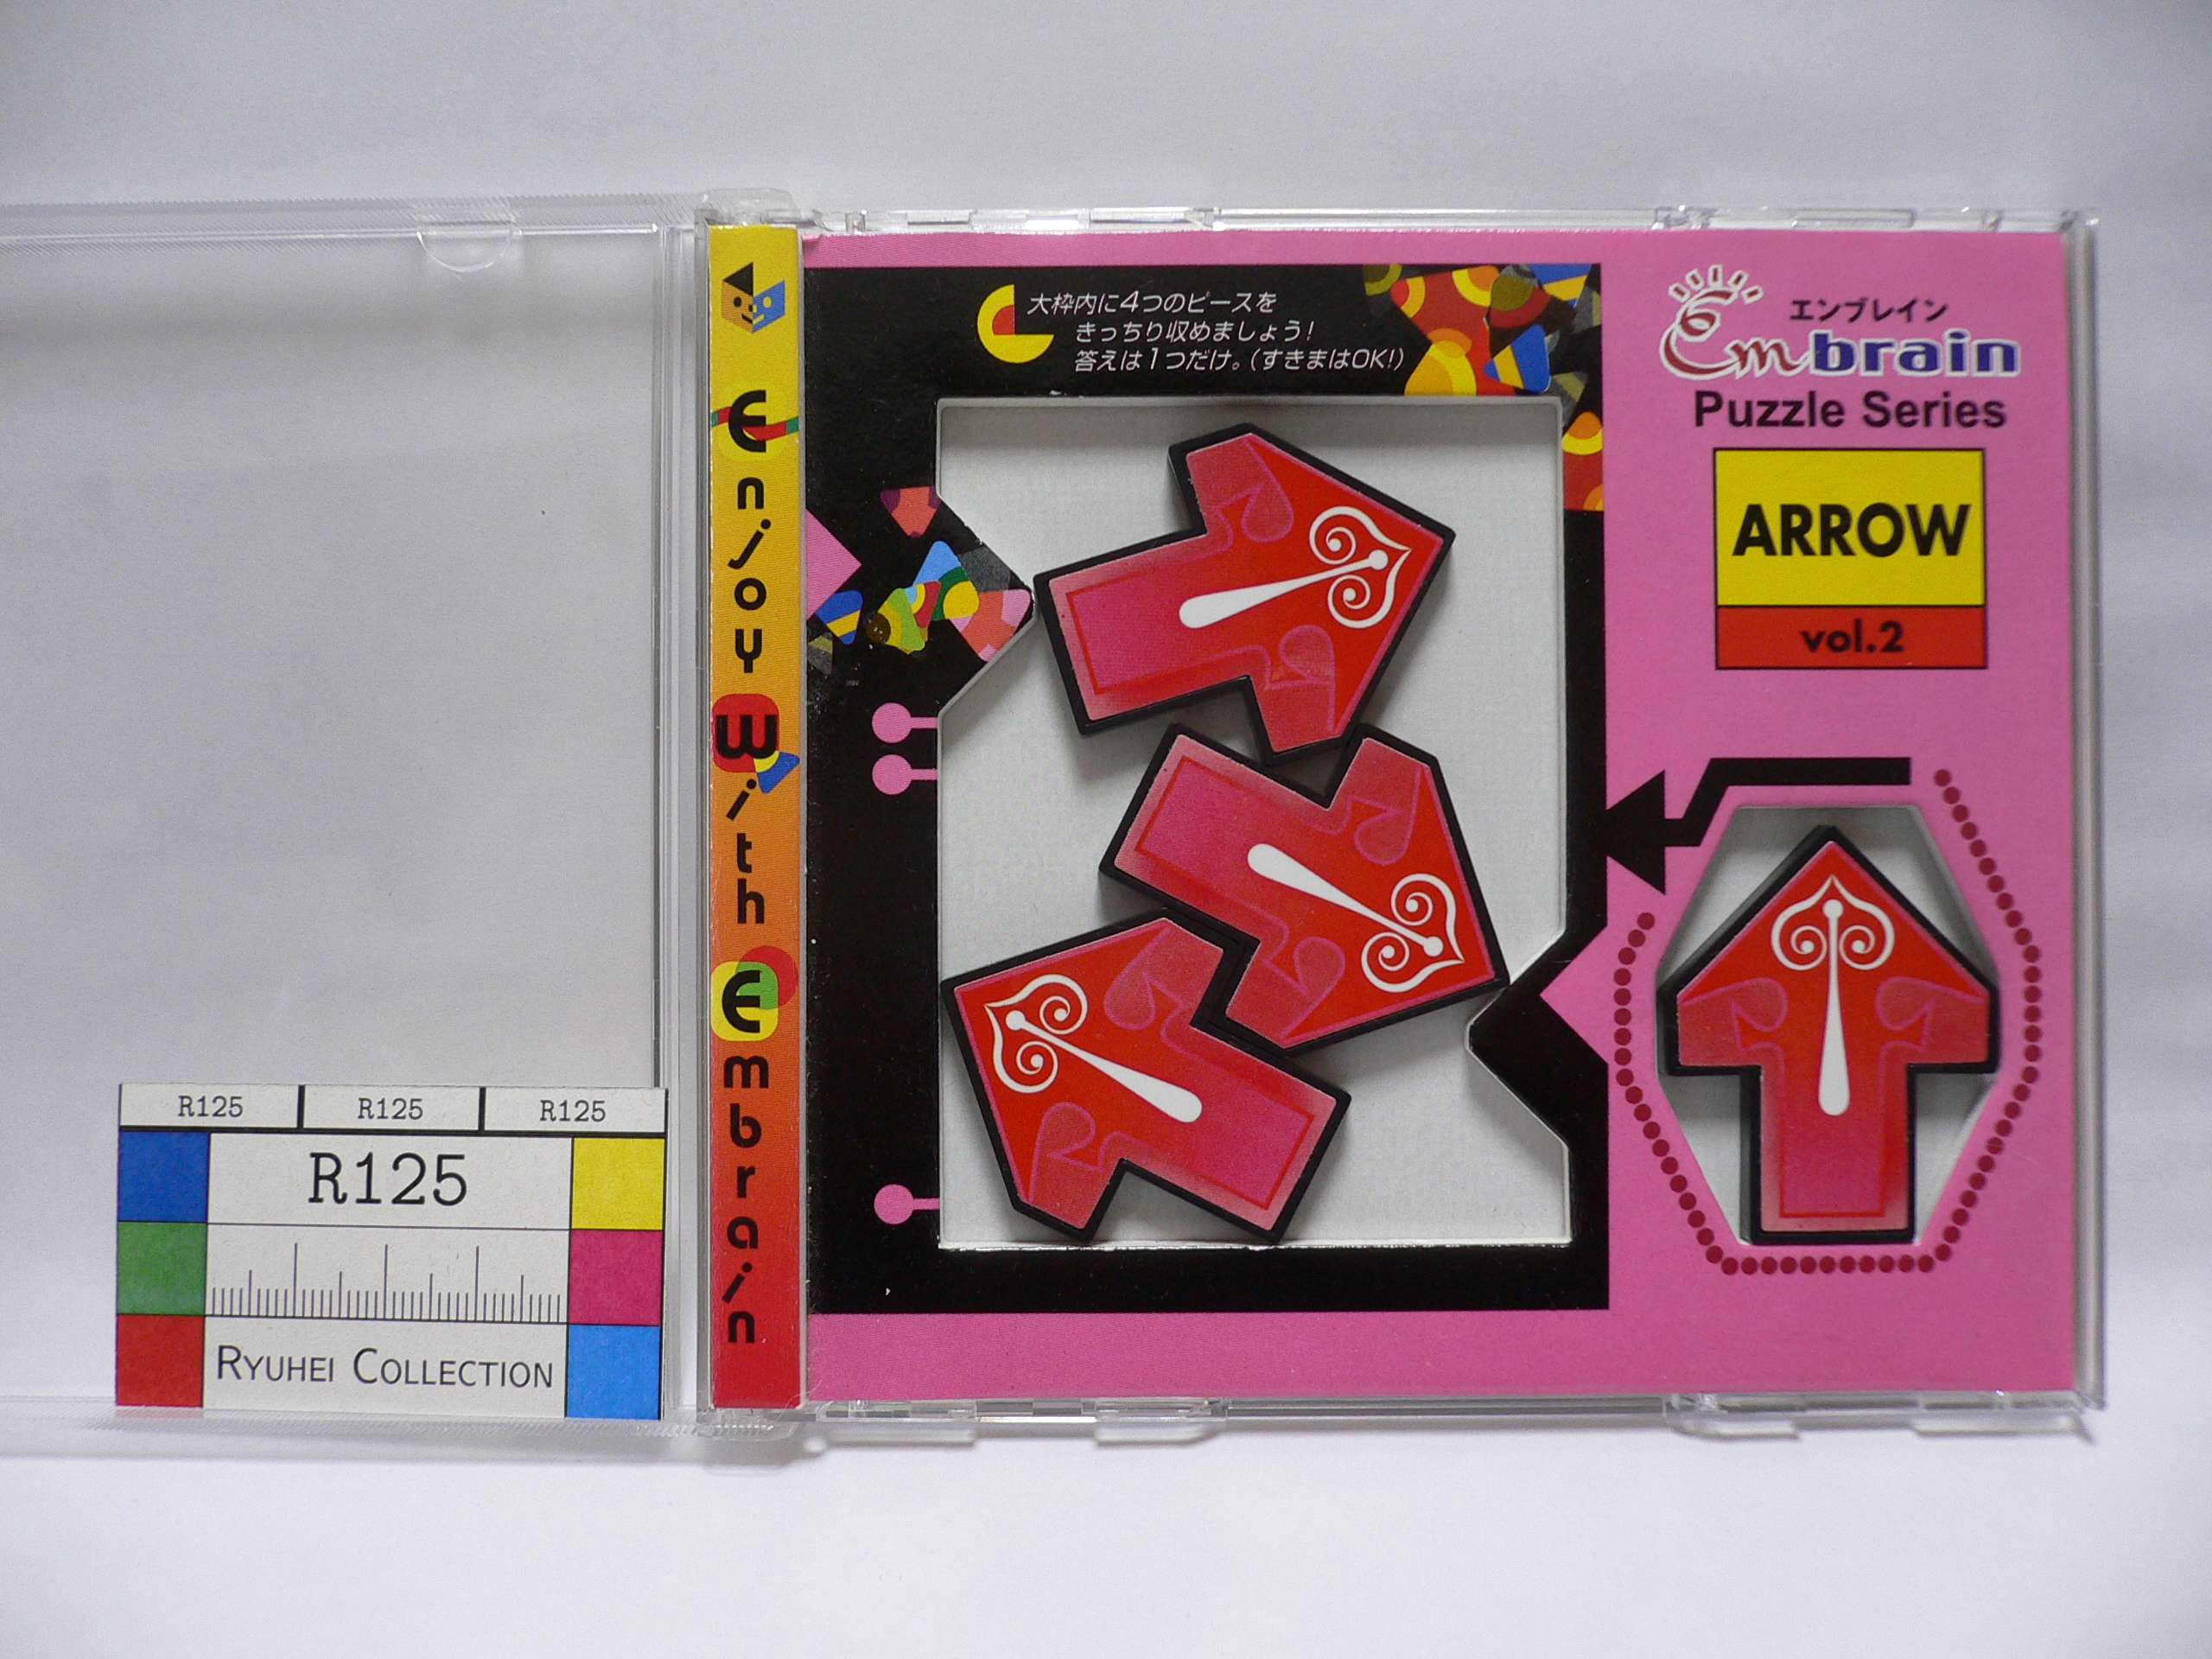 大枠内に4つのピースを
きっちり収めましょう!
答えは1つだけ。(すきまはOK!)
エンブレイン
Embrain
Puzzle Series
ARROW
vol.2
Enjoy With Embrain
R125 R125 R125
R125
RYUHEI COLLECTION